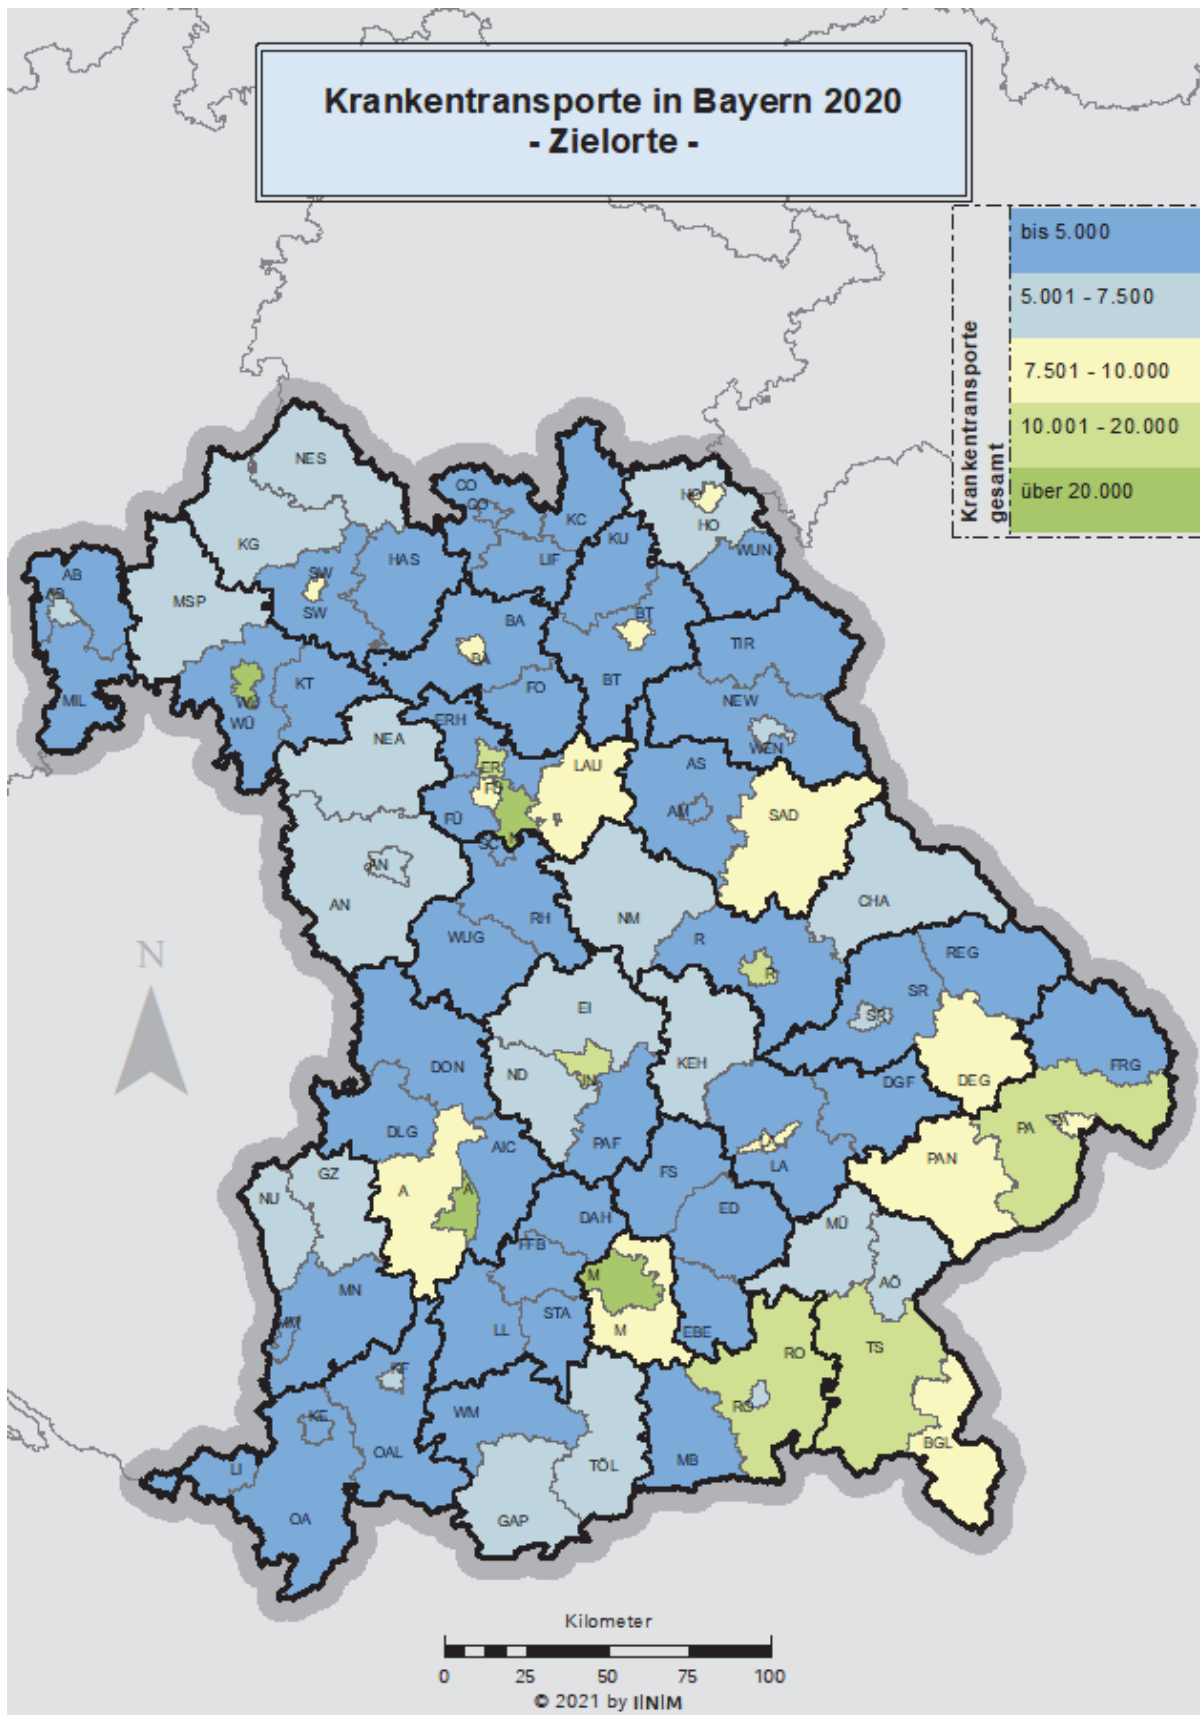 Krankentransporte in Bayern 2020
- Zielorte -
Krankentransporte
gesamt
bis 5.000
5.001 - 7.500
7.501 - 10.000
10.001 - 20.000
über 20.000
NES
CO
CO
KC
HO
HO
KG
HAS
LIF
KU
WUN
AB
AB
MSP
SW
SW
BA
BA
BT
BT
TIR
MIL
WÜ
WÜ
KT
FO
NEW
WEN
ERH
NEA
ER
FÜ
LAU
AS
AM
SAD
FÜ
N
SC
AN
AN
RH
NM
CHA
WUG
R
R
REG
SR
SR
EI
KEH
DON
ND
IN
DGF
DEG
FRG
DLG
AIC
PAF
LA
LA
PA
PA
PAN
GZ
NU
A
A
FS
ED
DAH
MÜ
AÖ
FFB
MN
M
M
STA
LL
EBE
MM
RO
RO
TS
KF
KE
WM
OAL
LI
TÖL
MB
BGL
OA
GAP
N
Kilometer
0 25 50 75 100
© 2021 by I|N|M